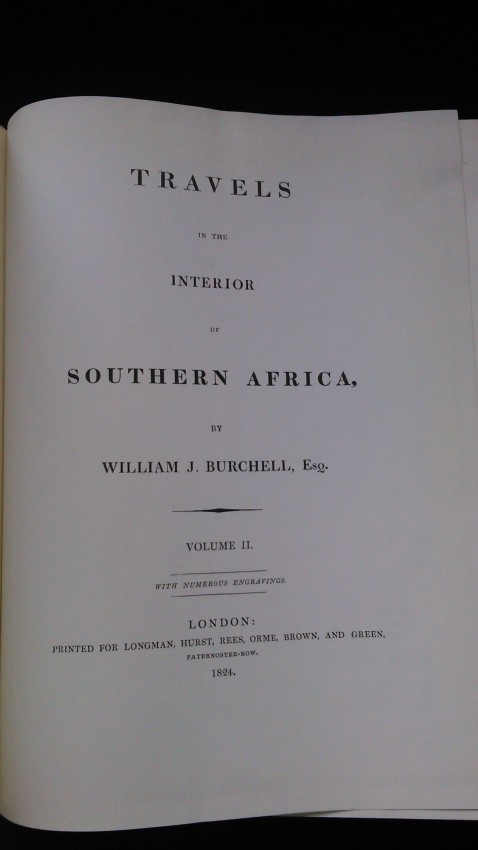 TRAVELS
IN THE
INTERIOR
OF
SOUTHERN AFRICA,
BY
WILLIAM J. BURCHELL, Esq.
VOLUME II.
WITH NUMEROUS ENGRAVINGS.
LONDON:
PRINTED FOR LONGMAN, HURST, REES, ORME, BROWN, AND GREEN,
PATERNOSTER-ROW.
1824.